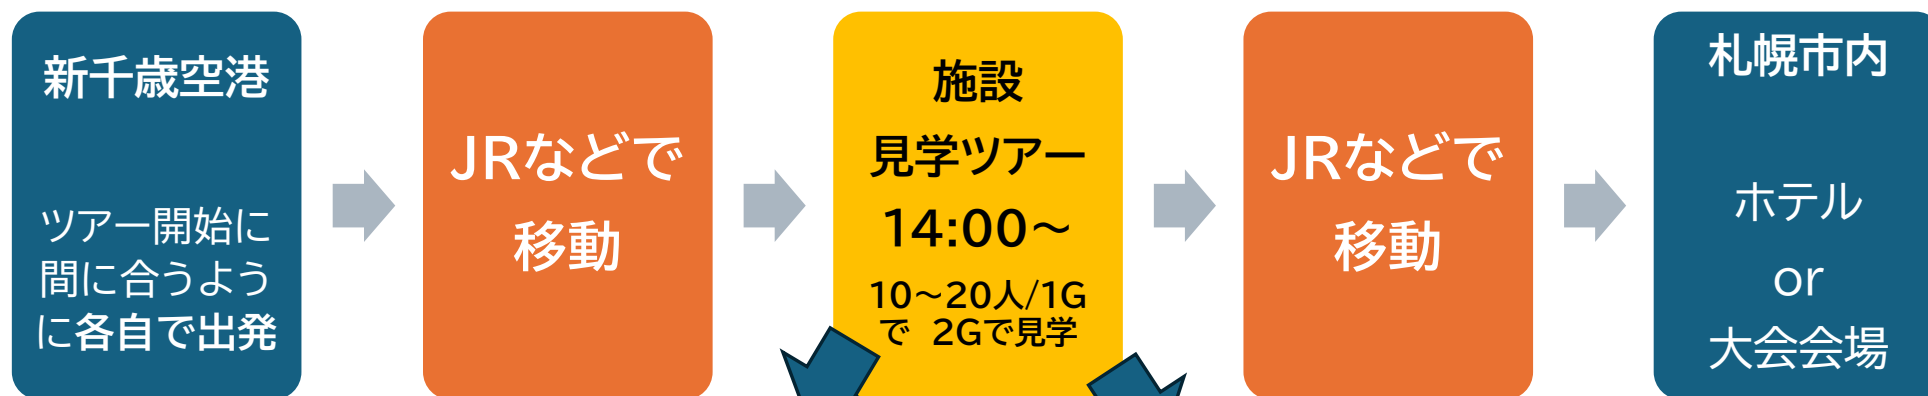 新千歳空港
ツアー開始に
間に合うよう
に各自で出発
JRなどで
移動
施設
見学ツアー
14:00～
10～20人/1G
で 2Gで見学
JRなどで
移動
札幌市内
ホテル
or
大会会場